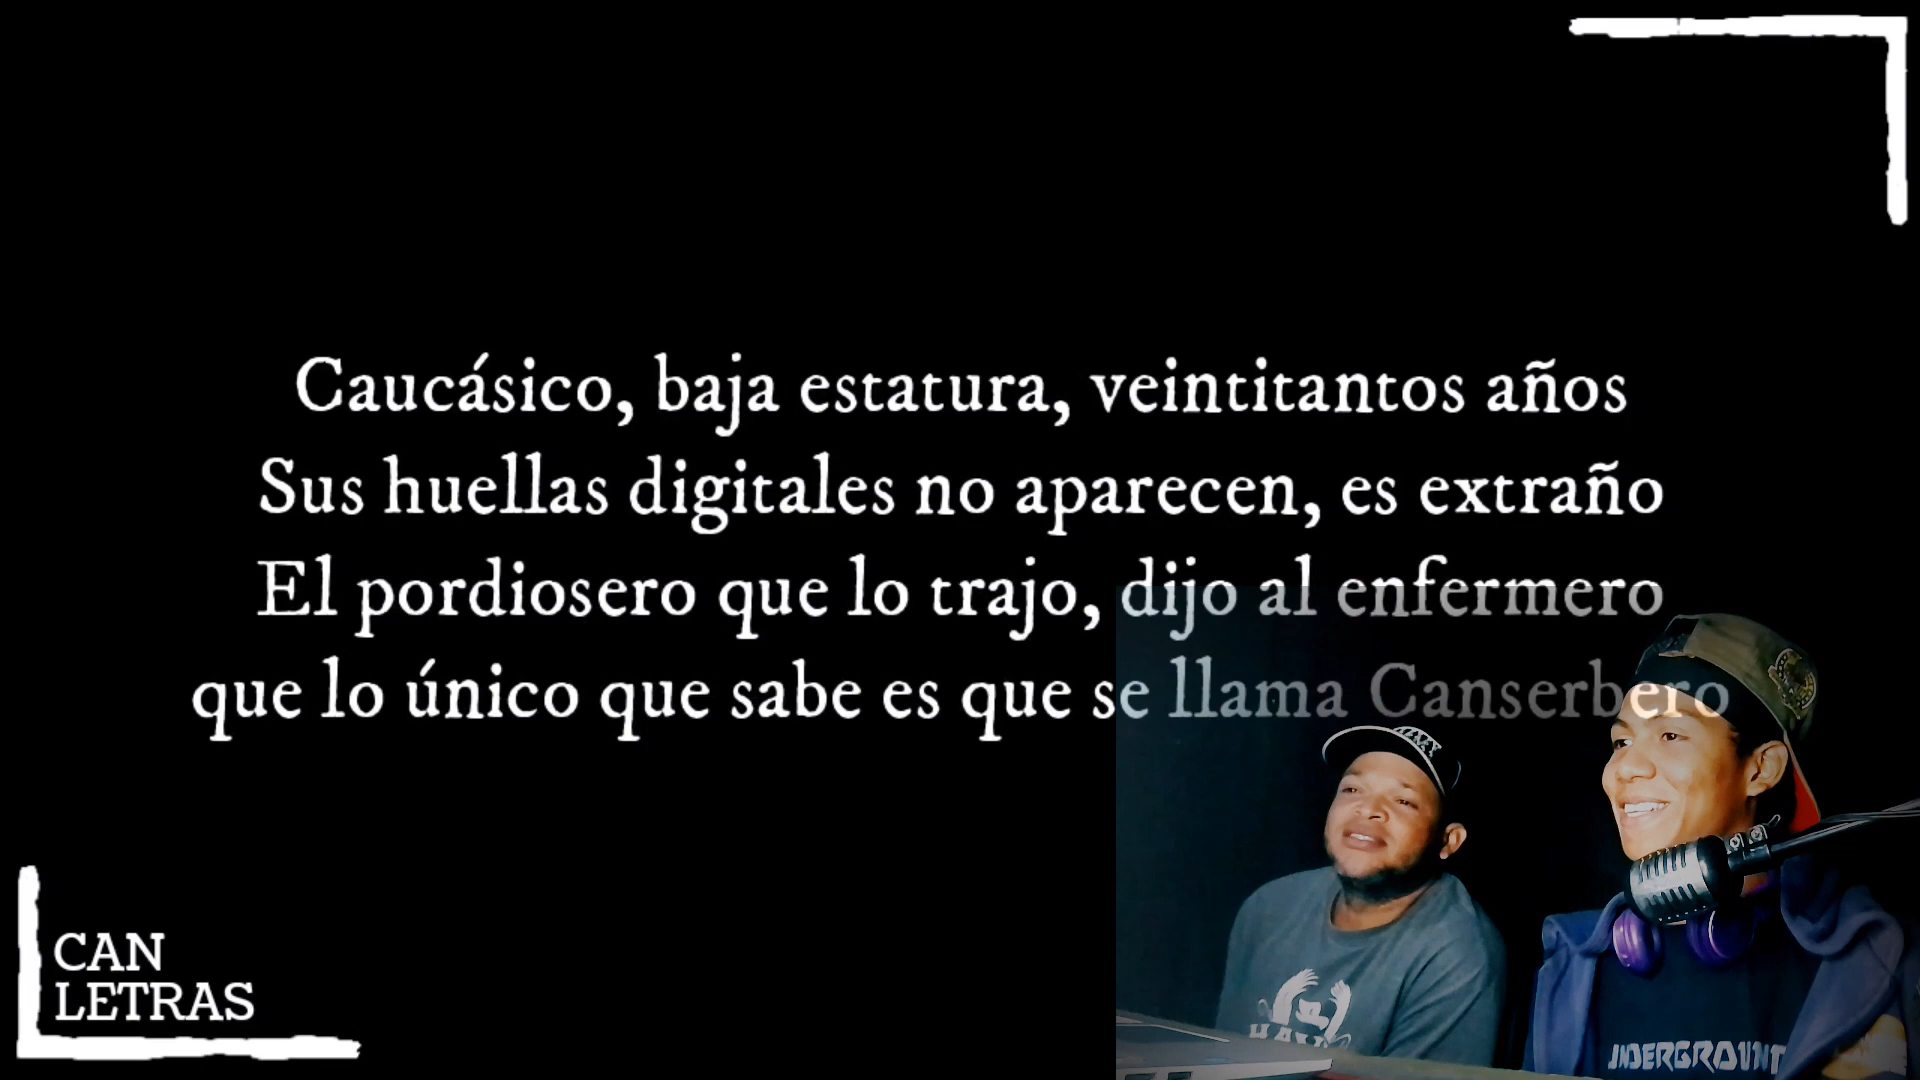 Caucásico, baja estatura, veintitantos años
Sus huellas digitales no aparecen, es extraño
El pordiosero que lo trajo, dijo al enfermero
que lo único que sabe es que se llama Canserbero
CAN
LETRAS
UNDERGROUND